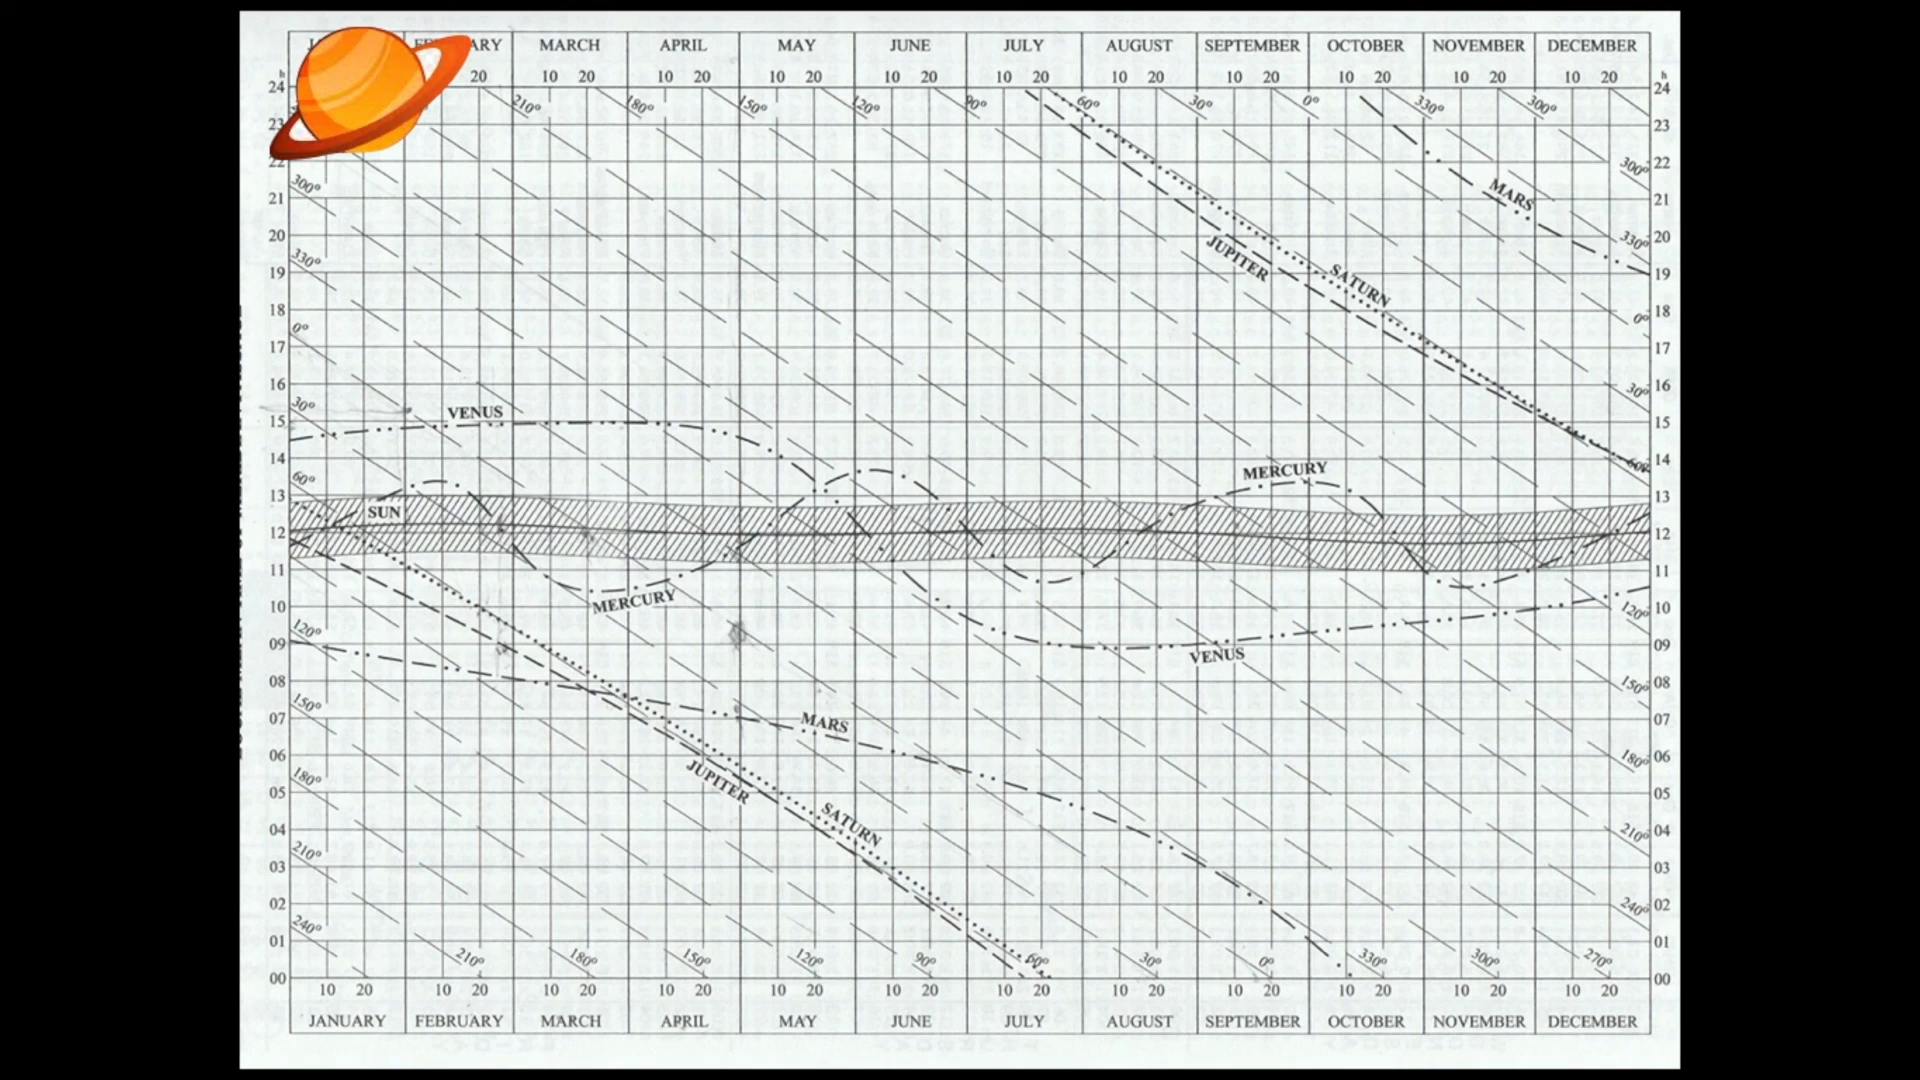 ARY MARCH APRIL MAY JUNE JULY AUGUST SEPTEMBER OCTOBER NOVEMBER DECEMBER
20 10 20 10 20 10 20 10 20 10 20 10 20 10 20 10 20 10 20 10 20
h h
24 210° 180° 150° 120° 90° 60° 30° 0° 330° 300° 24
23 23
22 300° 22
300° MARS
21 21
20 330° 20
330° JUPITER SATURN
19 19
18 0° 18
0°
17 17
16 30° 16
30° VENUS
15 15
14 MERCURY 60° 14
60°
13 13
SUN
12 12
11 11
10 MERCURY 120° 10
120°
09 VENUS 09
08 150° 08
150°
07 MARS 07
06 180° 06
180° JUPITER
05 05
SATURN
04 210° 04
210°
03 03
02 240° 02
240°
01 01
210° 180° 150° 120° 90° 60° 30° 0° 330° 300° 270°
00 00
10 20 10 20 10 20 10 20 10 20 10 20 10 20 10 20 10 20 10 20 10 20 10 20
JANUARY FEBRUARY MARCH APRIL MAY JUNE JULY AUGUST SEPTEMBER OCTOBER NOVEMBER DECEMBER